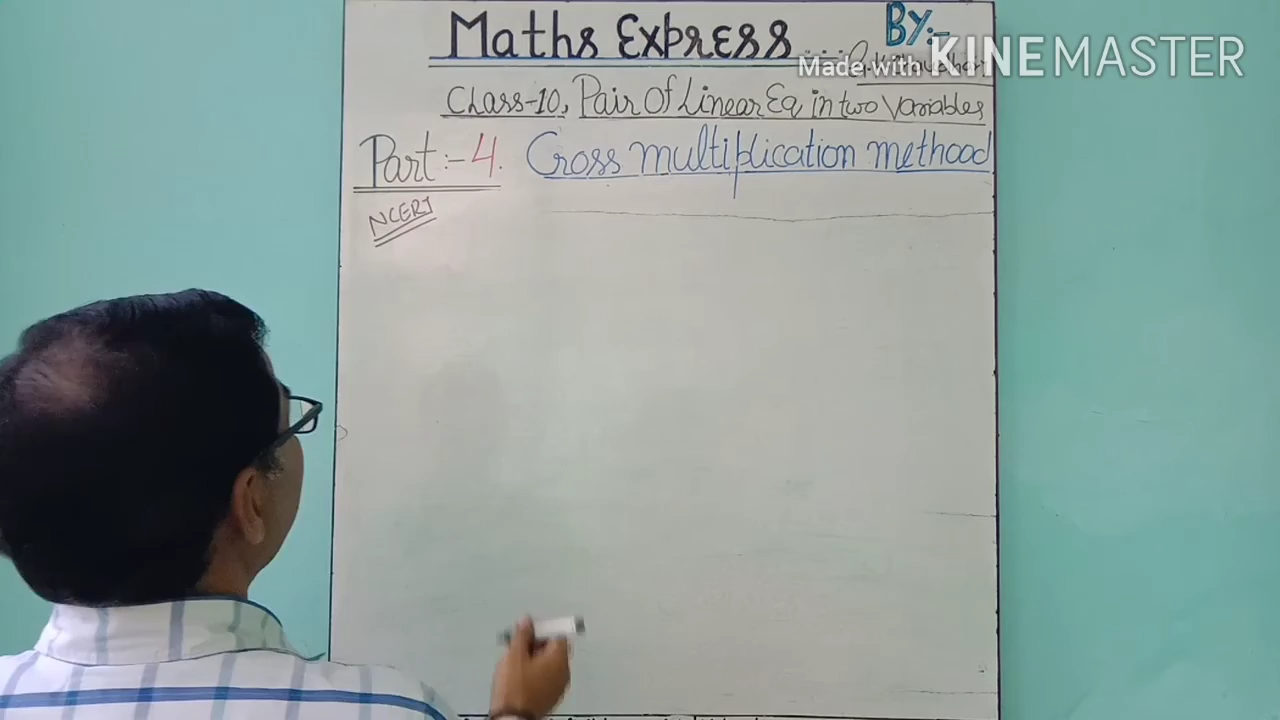 Maths Express
BY:-
Made with KINEMASTER
Class-10, Pair Of Linear Eq in two Variables
Part:- 4. Cross multiplication methood
NCERT